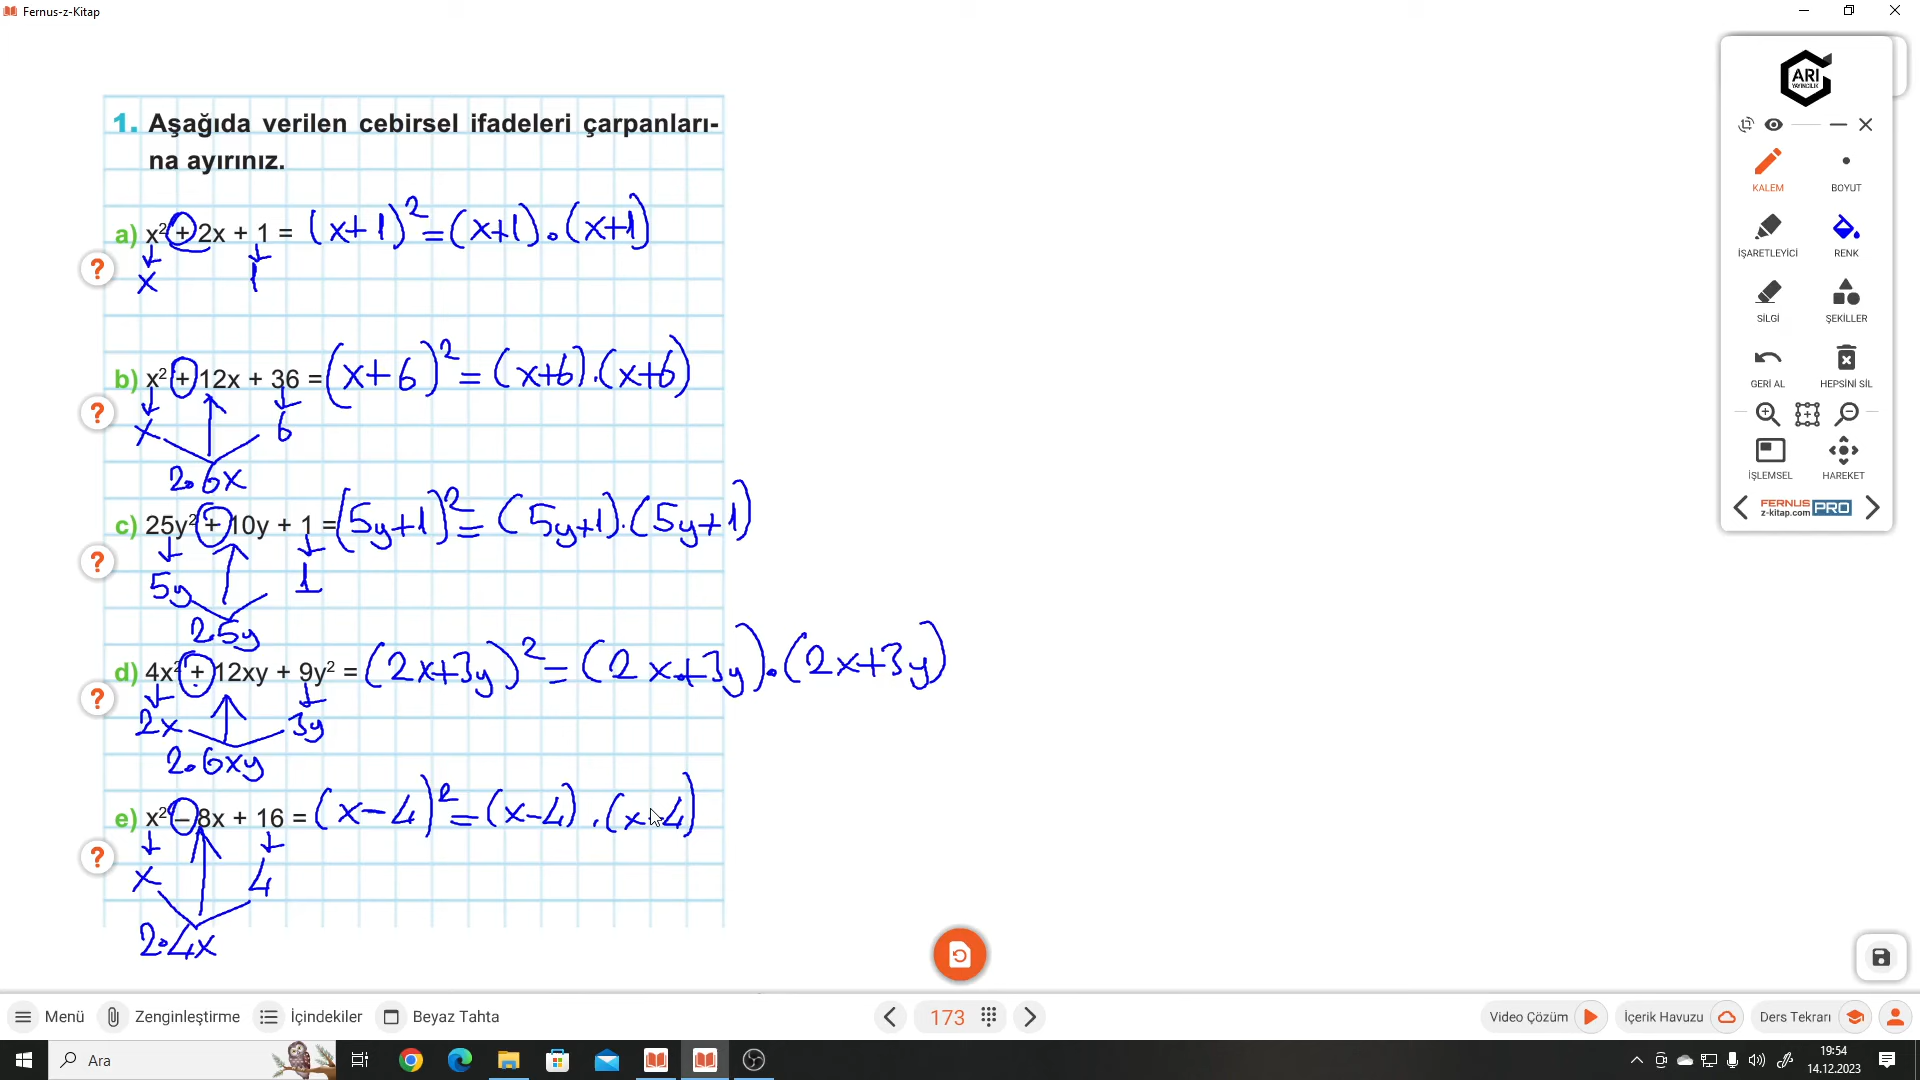 Fernus-z-Kitap
ARI
YAYINCILIK
1. Aşağıda verilen cebirsel ifadeleri çarpanları-
na ayırınız.
a) x² + 2x + 1 = (x+1)² = (x+1).(x+1)
x 1
b) x² + 12x + 36 = (x+6)² = (x+6).(x+6)
x 6
2.6x
c) 25y² + 10y + 1 = (5y+1)² = (5y+1).(5y+1)
5y 1
2.5y
d) 4x² + 12xy + 9y² = (2x+3y)² = (2x+3y).(2x+3y)
2x 3y
2.6xy
e) x² – 8x + 16 = (x-4)² = (x-4).(x-4)
x 4
2.4x
? ? ? ? ?
KALEM BOYUT
İŞARETLEYİCİ RENK
SİLGİ ŞEKİLLER
GERİ AL HEPSİNİ SİL
İŞLEMSEL HAREKET
FERNUS
z-kitap.com PRO
Menü Zenginleştirme İçindekiler Beyaz Tahta 173 Video Çözüm İçerik Havuzu Ders Tekrarı
Ara
19:54
14.12.2023